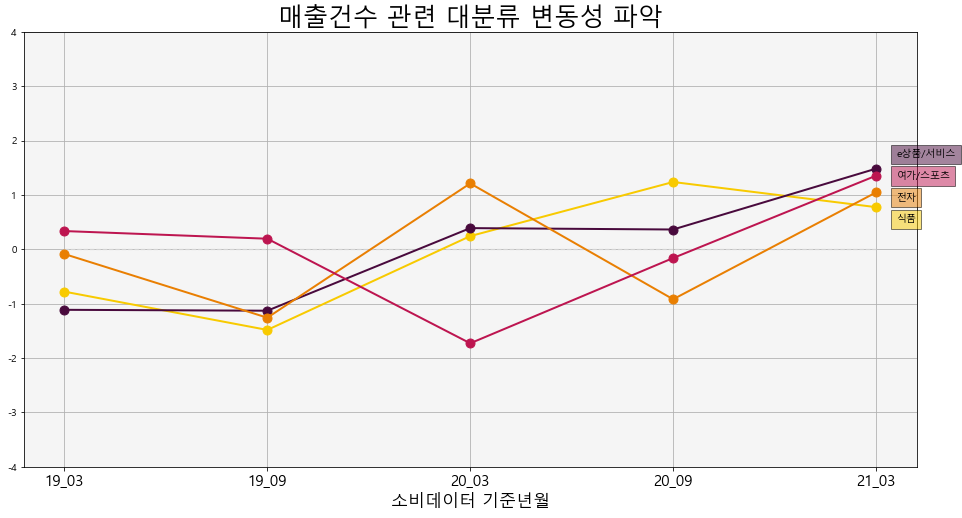 매출건수 관련 대분류 변동성 파악
4
3
2
1
0
-1
-2
-3
-4
e상품/서비스
여가/스포츠
전자
식품
19_03 19_09 20_03 20_09 21_03
소비데이터 기준년월